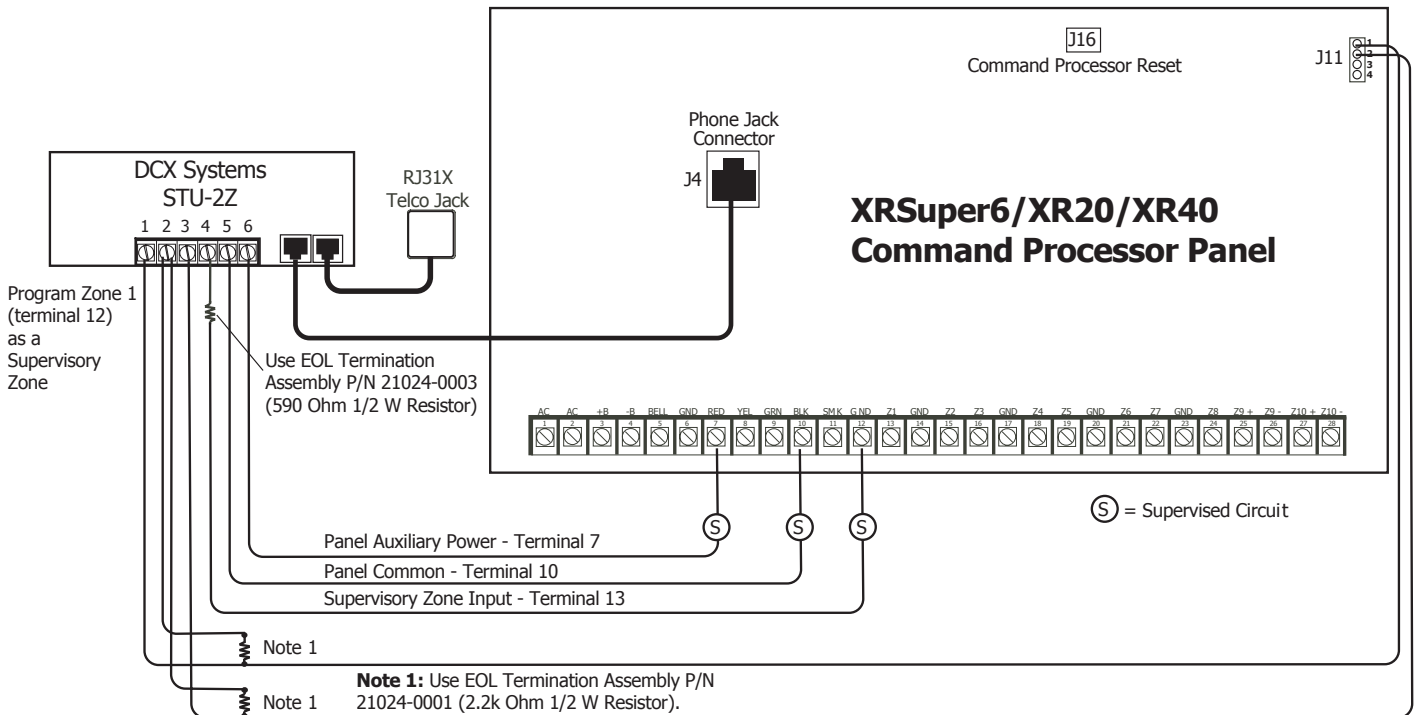 J16
Command Processor Reset
J11
1
2
3
4
Phone Jack
Connector
J4
DCX Systems
STU-2Z
1 2 3 4 5 6
RJ31X
Telco Jack
XRSuper6/XR20/XR40
Command Processor Panel
Program Zone 1
(terminal 12)
as a
Supervisory
Zone
Use EOL Termination
Assembly P/N 21024-0003
(590 Ohm 1/2 W Resistor)
AC AC +B -B BELL GND RED YEL GRN BLK SMK GND Z1 GND Z2 Z3 GND Z4 Z5 GND Z6 Z7 GND Z8 Z9 + Z9 - Z10 + Z10 -
1 2 3 4 5 6 7 8 9 10 11 12 13 14 15 16 17 18 19 20 21 22 23 24 25 26 27 28
S S S
S = Supervised Circuit
Panel Auxiliary Power - Terminal 7
Panel Common - Terminal 10
Supervisory Zone Input - Terminal 13
Note 1
Note 1
Note 1: Use EOL Termination Assembly P/N
21024-0001 (2.2k Ohm 1/2 W Resistor).